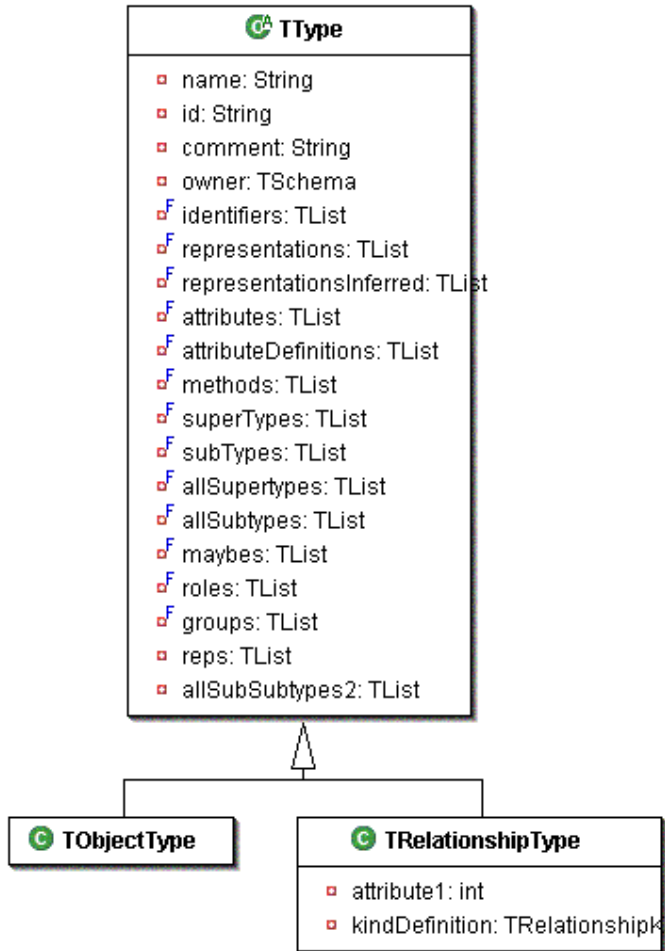 TType
name: String
id: String
comment: String
owner: TSchema
identifiers: TList
representations: TList
representationsInferred: TList
attributes: TList
attributeDefinitions: TList
methods: TList
superTypes: TList
subTypes: TList
allSupertypes: TList
allSubtypes: TList
maybes: TList
roles: TList
groups: TList
reps: TList
allSubSubtypes2: TList
TObjectType
TRelationshipType
attribute1: int
kindDefinition: TRelationshipk